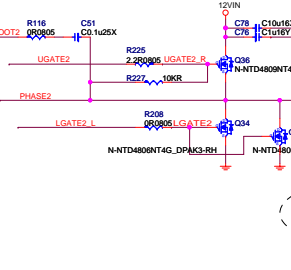 12VIN
R116
C51
C78
C10u16
OOT2
0R0805
C0.1u25X
C76
C1u16Y
R225
UGATE2
2.2R0805
UGATE2_R
Q36
R227
10KR
N-NTD4809NT4
PHASE2
R208
LGATE2_L
0R0805
LGATE2
Q34
N-NTD4806NT4G_DPAK3-RH
N-NTD480